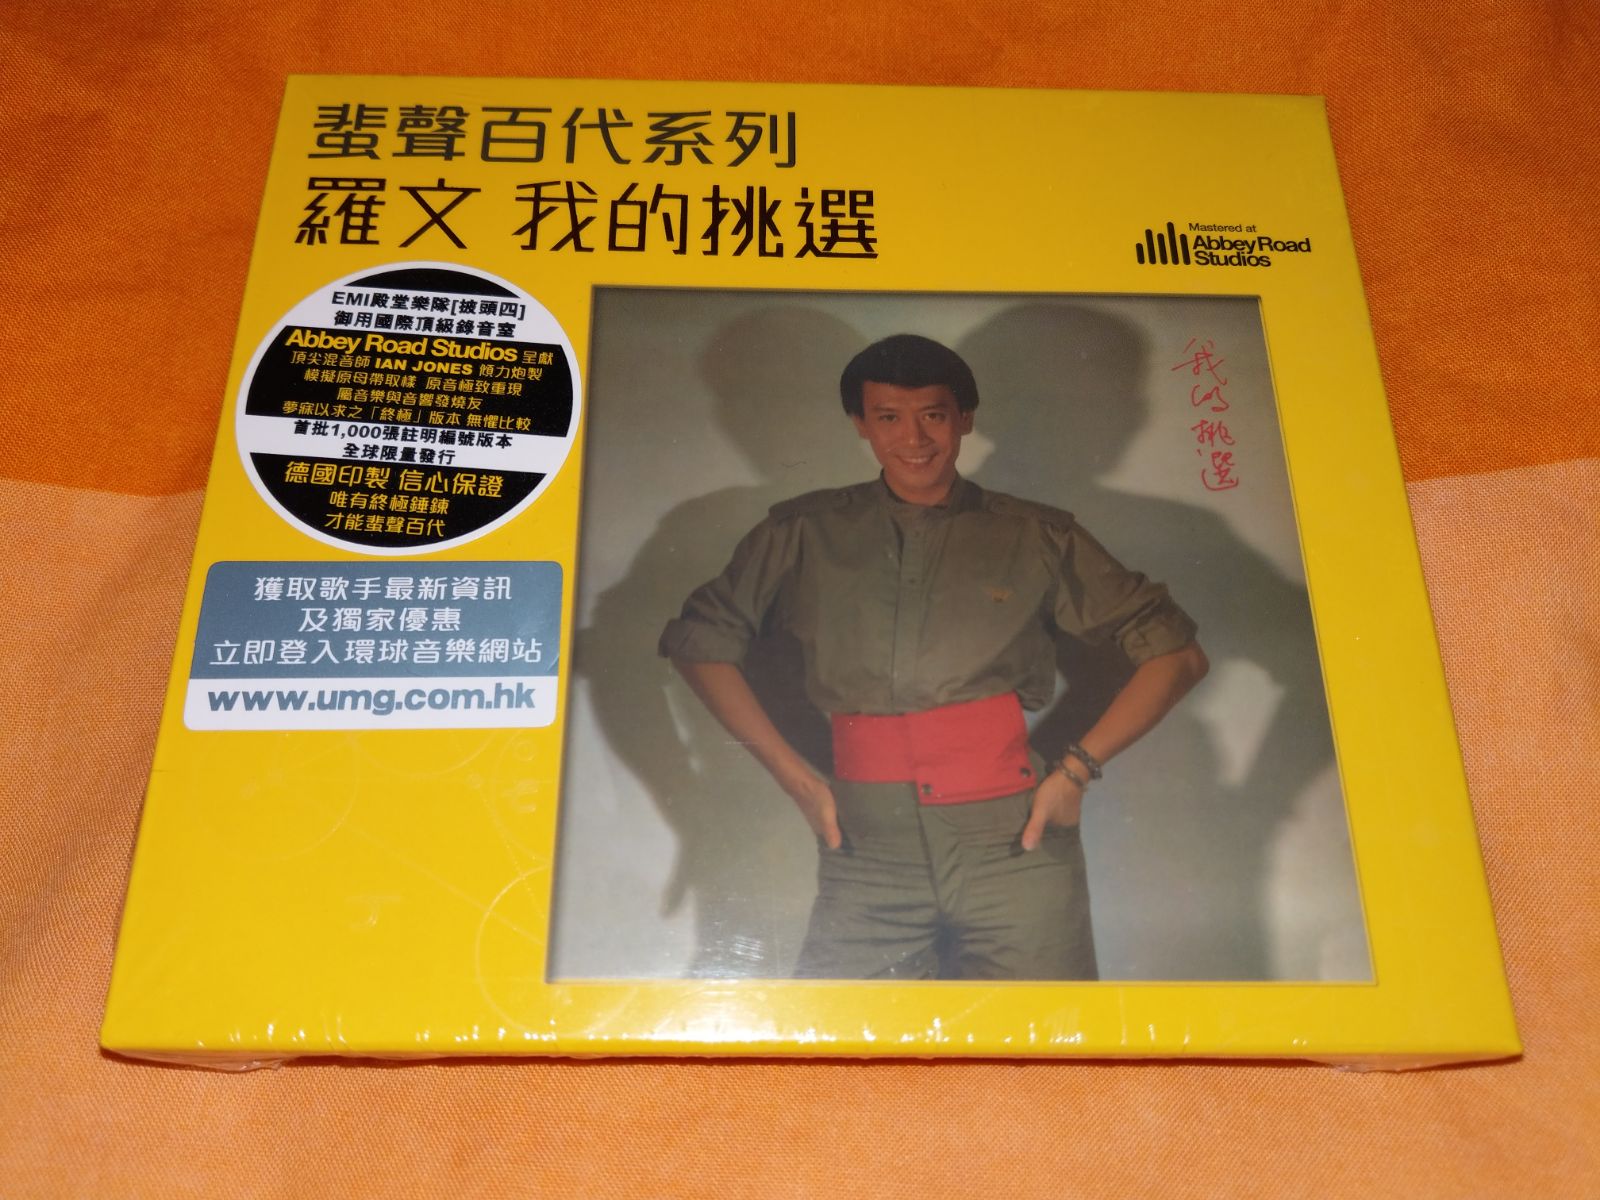 蜚聲百代系列
羅文 我的挑選
Mastered at
Abbey Road
Studios
EMI殿堂樂隊[披頭四]
御用國際頂級錄音室
Abbey Road Studios 呈獻
頂尖混音師 IAN JONES 傾力炮製
模擬原母帶取樣 原音極致重現
屬音樂與音響發燒友
夢寐以求之「終極」版本 無懼比較
首批1,000張註明編號版本
全球限量發行
德國印製 信心保證
唯有終極錘鍊
才能蜚聲百代
獲取歌手最新資訊
及獨家優惠
立即登入環球音樂網站
www.umg.com.hk
我的挑選